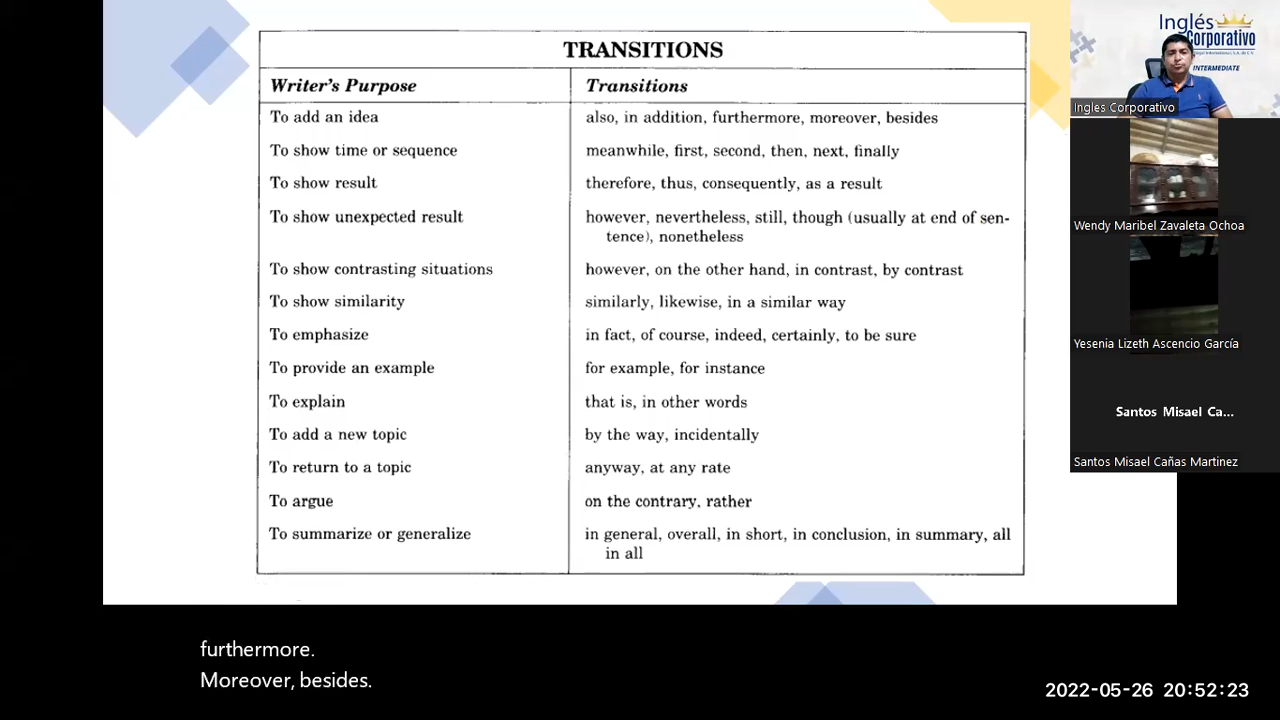 TRANSITIONS
Writer's Purpose Transitions
To add an idea also, in addition, furthermore, moreover, besides
To show time or sequence meanwhile, first, second, then, next, finally
To show result therefore, thus, consequently, as a result
To show unexpected result however, nevertheless, still, though (usually at end of sen-
tence), nonetheless
To show contrasting situations however, on the other hand, in contrast, by contrast
To show similarity similarly, likewise, in a similar way
To emphasize in fact, of course, indeed, certainly, to be sure
To provide an example for example, for instance
To explain that is, in other words
To add a new topic by the way, incidentally
To return to a topic anyway, at any rate
To argue on the contrary, rather
To summarize or generalize in general, overall, in short, in conclusion, in summary, all
in all
Inglés
Corporativo
INTERMEDIATE
Ingles Corporativo
Wendy Maribel Zavaleta Ochoa
Yesenia Lizeth Ascencio García
Santos Misael Ca...
Santos Misael Cañas Martinez
furthermore.
Moreover, besides.
2022-05-26 20:52:23